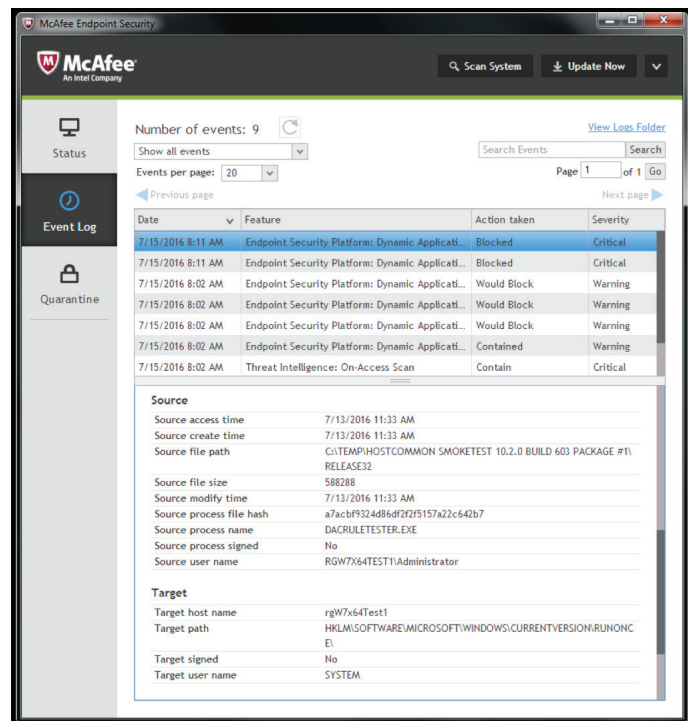 McAfee Endpoint Security
McAfee
An Intel Company
Scan System
Update Now
Status
Event Log
Quarantine
Number of events: 9
View Logs Folder
Show all events
Search Events
Search
Events per page: 20
Page 1 of 1 Go
Previous page
Next page
Date Feature Action taken Severity
7/15/2016 8:11 AM Endpoint Security Platform: Dynamic Applicati... Blocked Critical
7/15/2016 8:11 AM Endpoint Security Platform: Dynamic Applicati... Blocked Critical
7/15/2016 8:02 AM Endpoint Security Platform: Dynamic Applicati... Would Block Warning
7/15/2016 8:02 AM Endpoint Security Platform: Dynamic Applicati... Would Block Warning
7/15/2016 8:02 AM Endpoint Security Platform: Dynamic Applicati... Would Block Warning
7/15/2016 8:02 AM Endpoint Security Platform: Dynamic Applicati... Contained Warning
7/15/2016 8:02 AM Threat Intelligence: On-Access Scan Contain Critical
Source
Source access time 7/13/2016 11:33 AM
Source create time 7/13/2016 11:33 AM
Source file path C:\TEMP\HOSTCOMMON SMOKETEST 10.2.0 BUILD 603 PACKAGE #1\
RELEASE32
Source file size 588288
Source modify time 7/13/2016 11:33 AM
Source process file hash a7acbf9324d86df2f2f5157a22c642b7
Source process name DACRULETESTER.EXE
Source process signed No
Source user name RGW7X64TEST1\Administrator
Target
Target host name rgW7x64Test1
Target path HKLM\SOFTWARE\MICROSOFT\WINDOWS\CURRENTVERSION\RUNONC
E\
Target signed No
Target user name SYSTEM